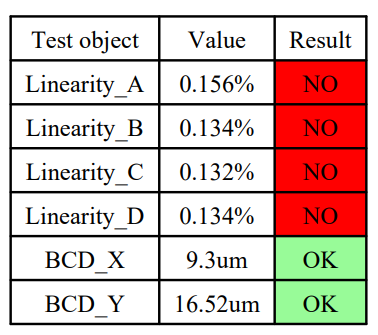 Test object Value Result
Linearity_A 0.156% NO
Linearity_B 0.134% NO
Linearity_C 0.132% NO
Linearity_D 0.134% NO
BCD_X 9.3um OK
BCD_Y 16.52um OK